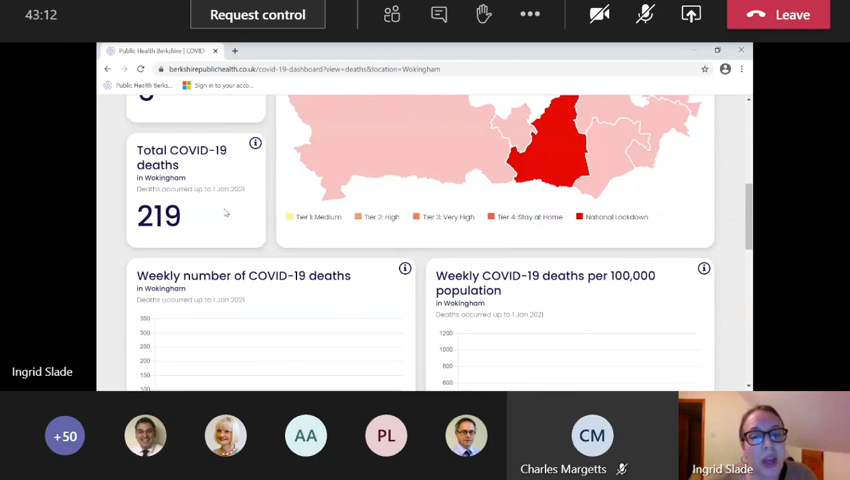 43:12
Request control
Leave
Public Health Berkshire | COVID-
berkshirepublichealth.co.uk/covid-19-dashboard?view=deaths&location=Wokingham
Public Health Berks...
Sign in to your acco...
Total COVID-19
deaths
in Wokingham
Deaths occurred up to 1 Jan 2021
219
Tier 1: Medium
Tier 2: High
Tier 3: Very High
Tier 4: Stay at Home
National Lockdown
Weekly number of COVID-19 deaths
in Wokingham
Deaths occurred up to 1 Jan 2021
350
300
250
200
150
100
Weekly COVID-19 deaths per 100,000
population
in Wokingham
Deaths occurred up to 1 Jan 2021
1200
1000
800
600
Ingrid Slade
+50
AA
PL
CM
Charles Margetts
Ingrid Slade